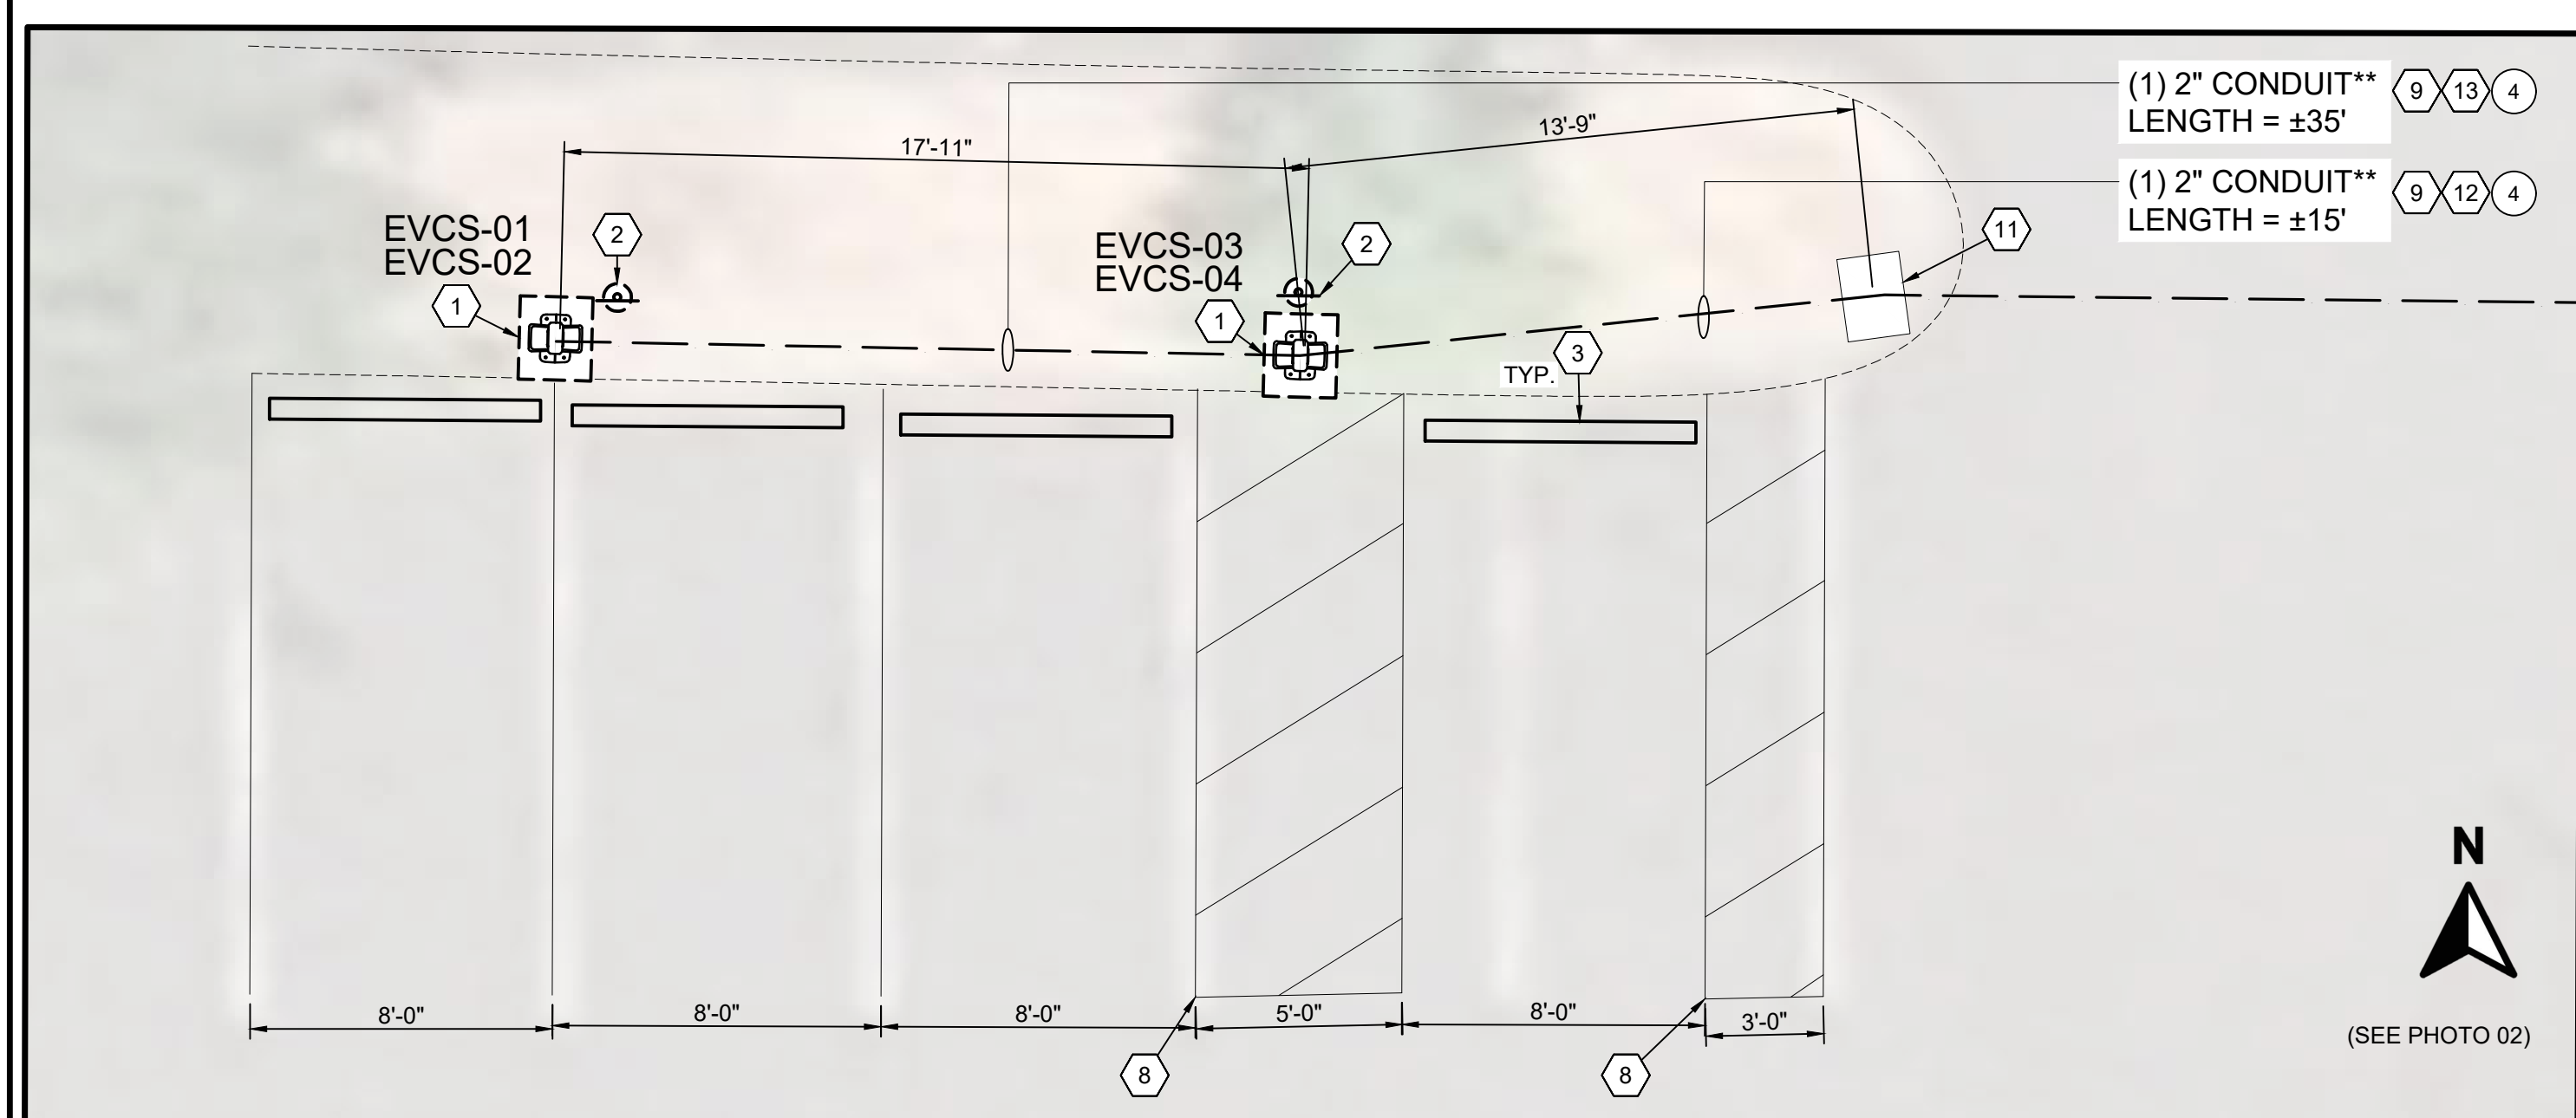 (1) 2" CONDUIT**
LENGTH = ±35'
9 13 4
(1) 2" CONDUIT**
LENGTH = ±15'
9 12 4
13'-9"
17'-11"
EVCS-01
EVCS-02
2
1
EVCS-03
EVCS-04
2
1
11
3
TYP.
N
8'-0"
8'-0"
8'-0"
5'-0"
8'-0"
3'-0"
(SEE PHOTO 02)
8
8